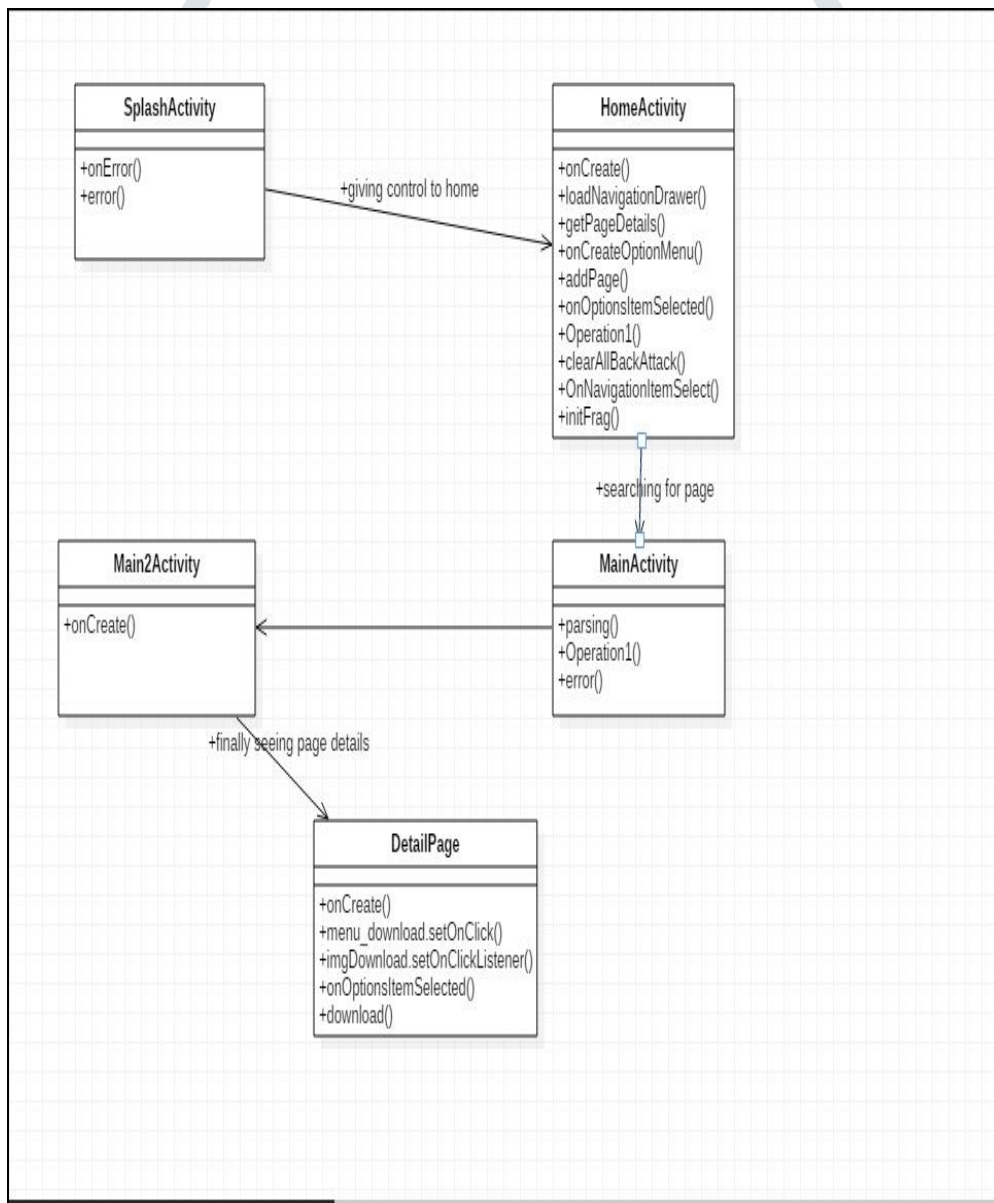 SplashActivity
+onError()
+error()
+giving control to home
HomeActivity
+onCreate()
+loadNavigationDrawer()
+getPageDetails()
+onCreateOptionMenu()
+addPage()
+onOptionsItemSelected()
+Operation1()
+clearAllBackAttack()
+OnNavigationItemSelect()
+initFrag()
+searching for page
MainActivity
+parsing()
+Operation1()
+error()
Main2Activity
+onCreate()
+finally seeing page details
DetailPage
+onCreate()
+menu_download.setOnClick()
+imgDownload.setOnClickListener()
+onOptionsItemSelected()
+download()